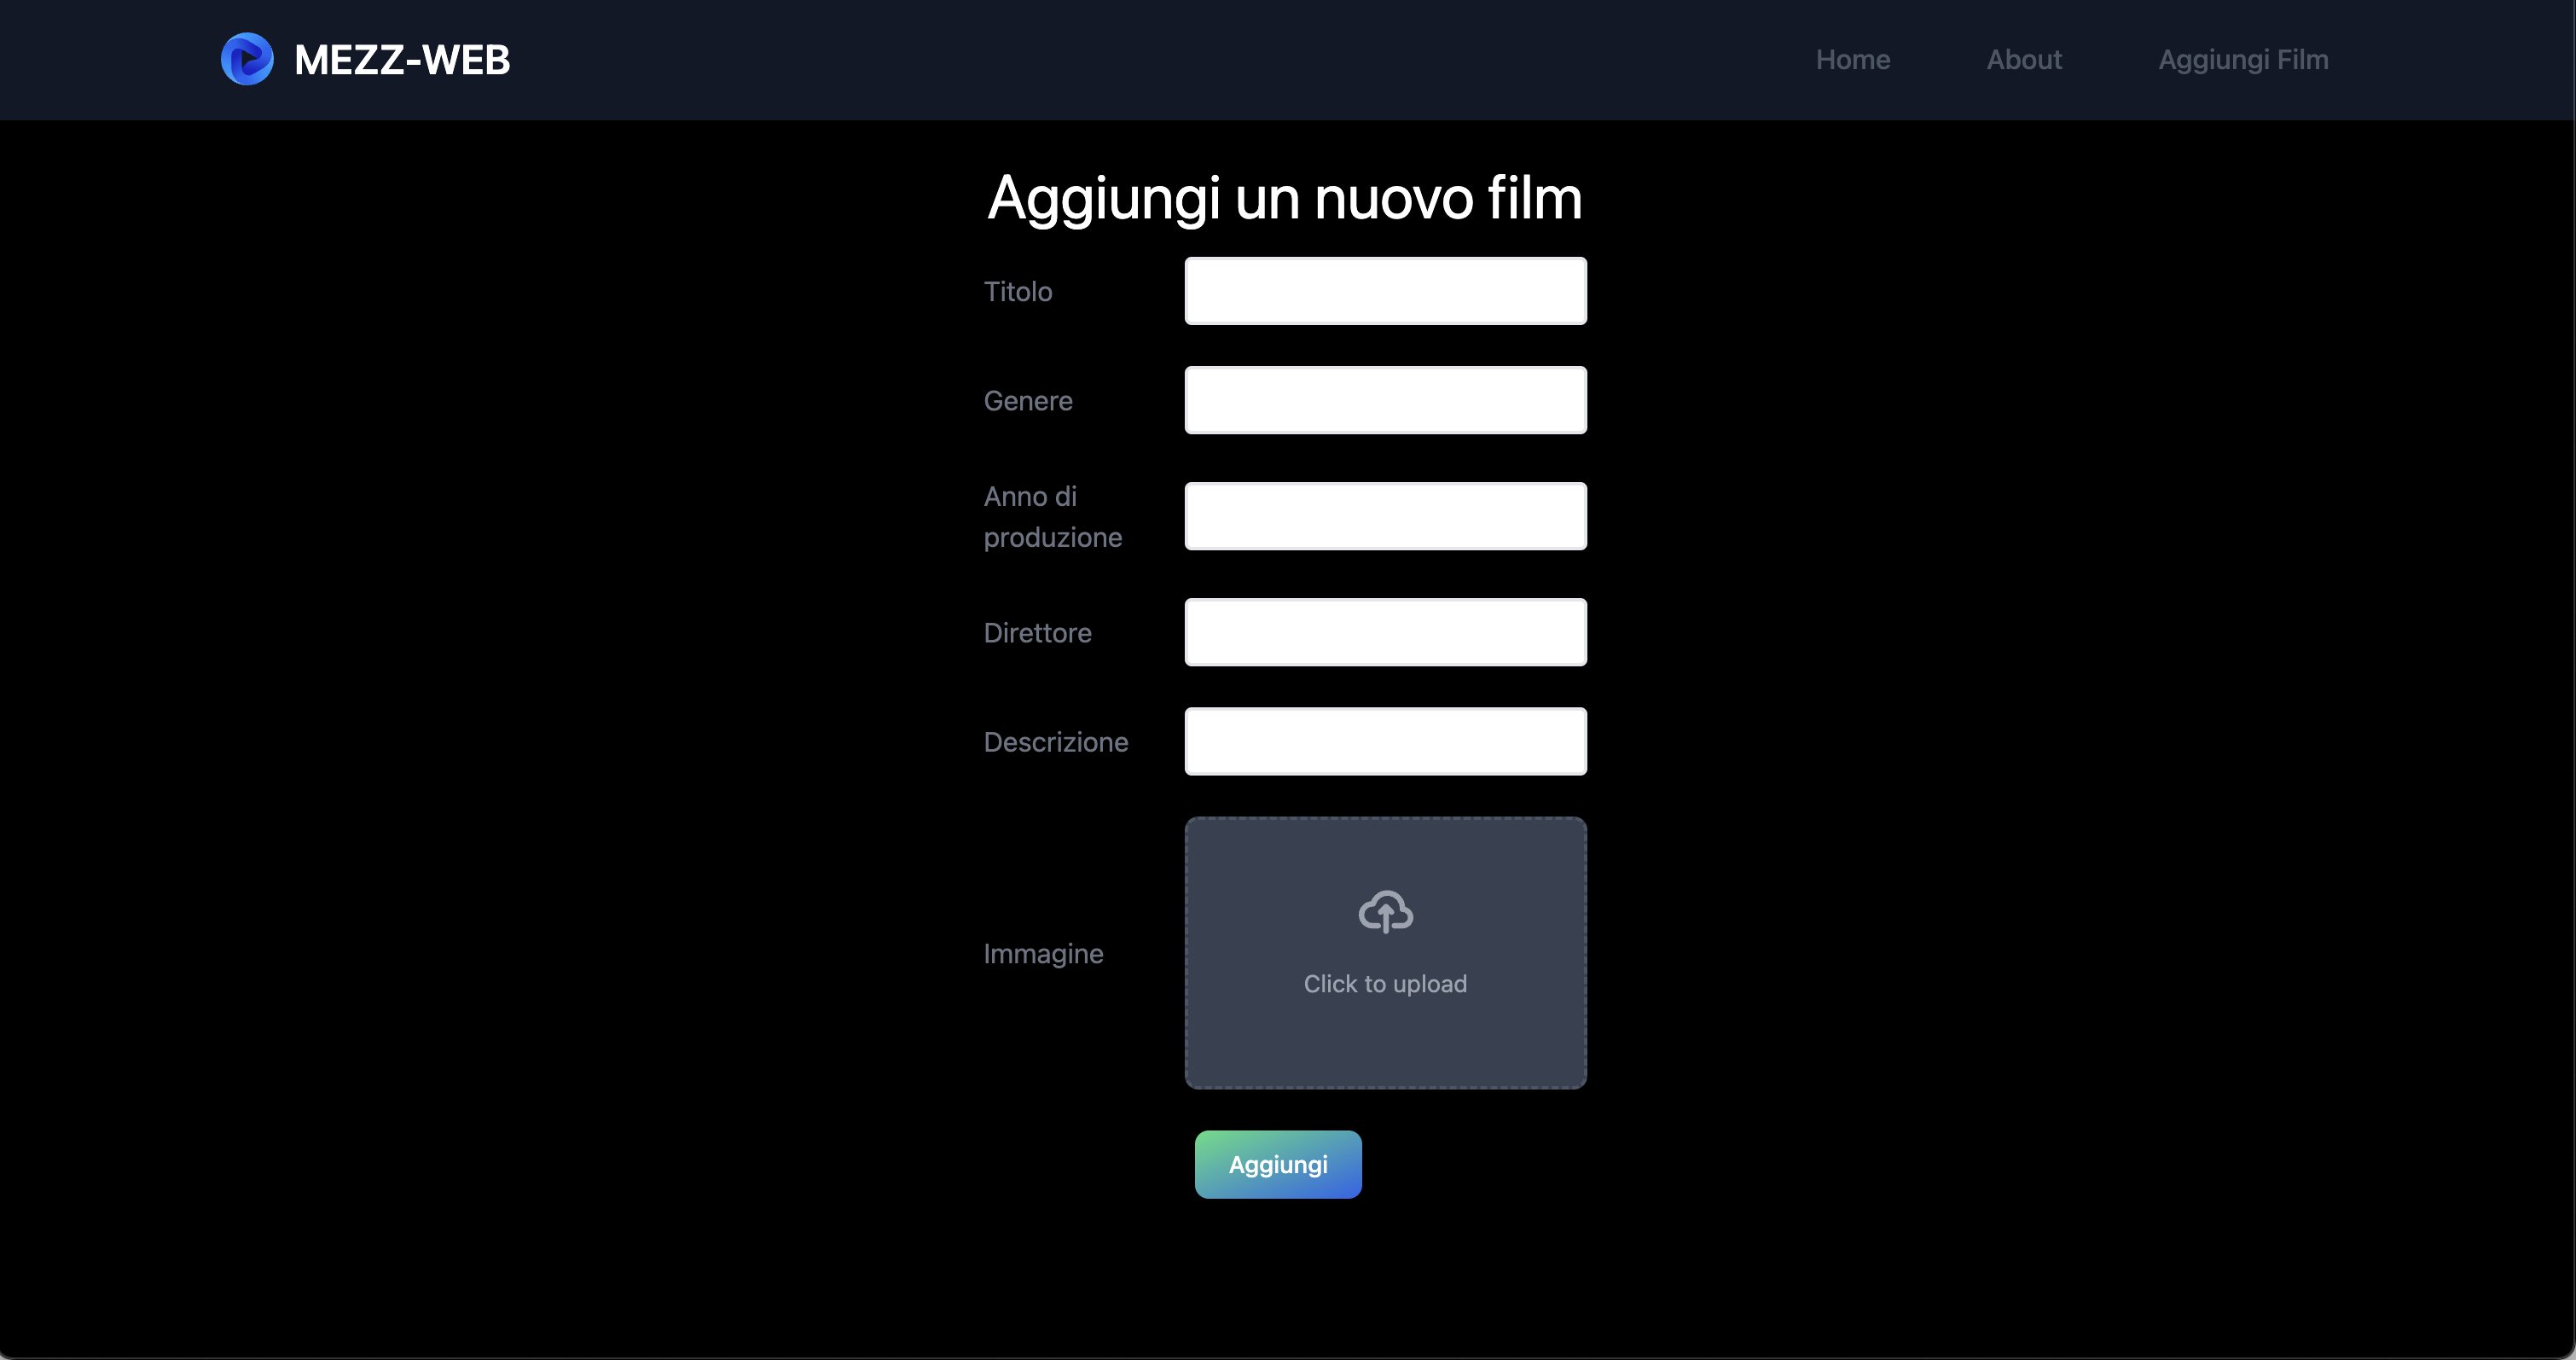 MEZZ-WEB
Home
About
Aggiungi Film
Aggiungi un nuovo film
Titolo
Genere
Anno di
produzione
Direttore
Descrizione
Immagine
Click to upload
Aggiungi